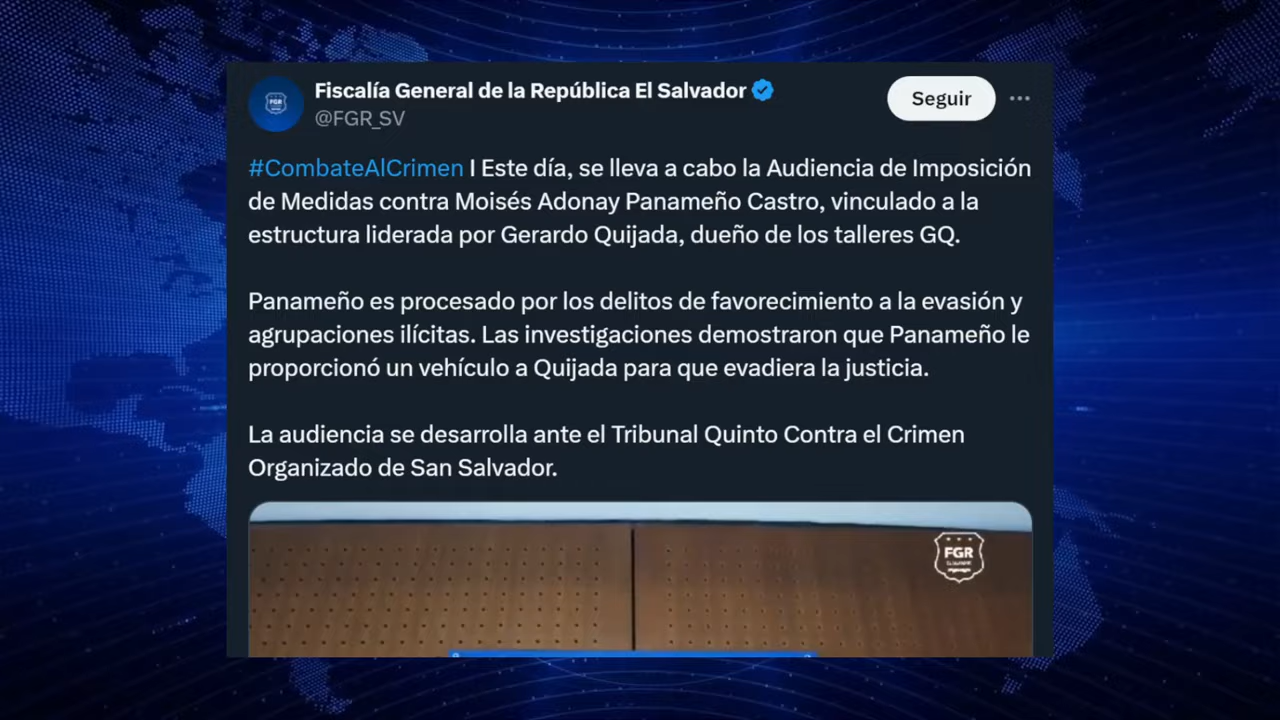 Fiscalía General de la República El Salvador
@FGR_SV
Seguir
#CombateAlCrimen I Este día, se lleva a cabo la Audiencia de Imposición
de Medidas contra Moisés Adonay Panameño Castro, vinculado a la
estructura liderada por Gerardo Quijada, dueño de los talleres GQ.
Panameño es procesado por los delitos de favorecimiento a la evasión y
agrupaciones ilícitas. Las investigaciones demostraron que Panameño le
proporcionó un vehículo a Quijada para que evadiera la justicia.
La audiencia se desarrolla ante el Tribunal Quinto Contra el Crimen
Organizado de San Salvador.
FGR